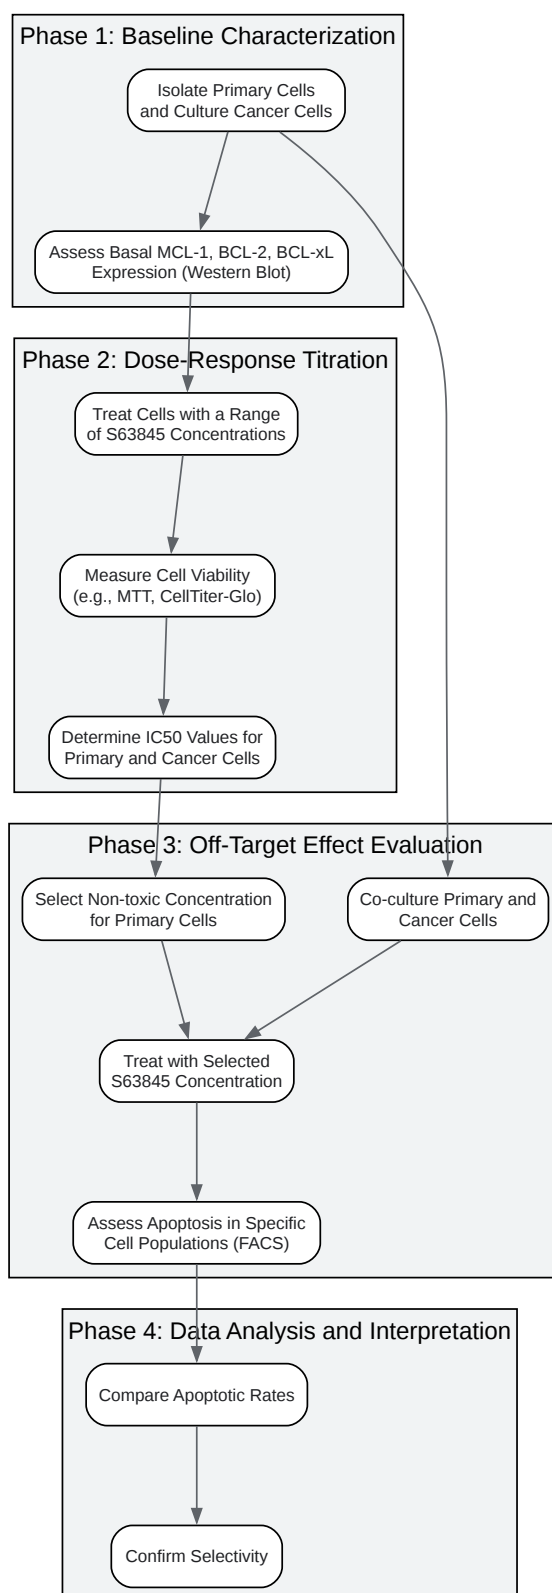 Phase 1: Baseline Characterization
Isolate Primary Cells
and Culture Cancer Cells
Assess Basal MCL-1, BCL-2, BCL-xL
Expression (Western Blot)
Phase 2: Dose-Response Titration
Treat Cells with a Range
of S63845 Concentrations
Measure Cell Viability
(e.g., MTT, CellTiter-Glo)
Determine IC50 Values for
Primary and Cancer Cells
Phase 3: Off-Target Effect Evaluation
Select Non-toxic Concentration
for Primary Cells
Co-culture Primary and
Cancer Cells
Treat with Selected
S63845 Concentration
Assess Apoptosis in Specific
Cell Populations (FACS)
Phase 4: Data Analysis and Interpretation
Compare Apoptotic Rates
Confirm Selectivity